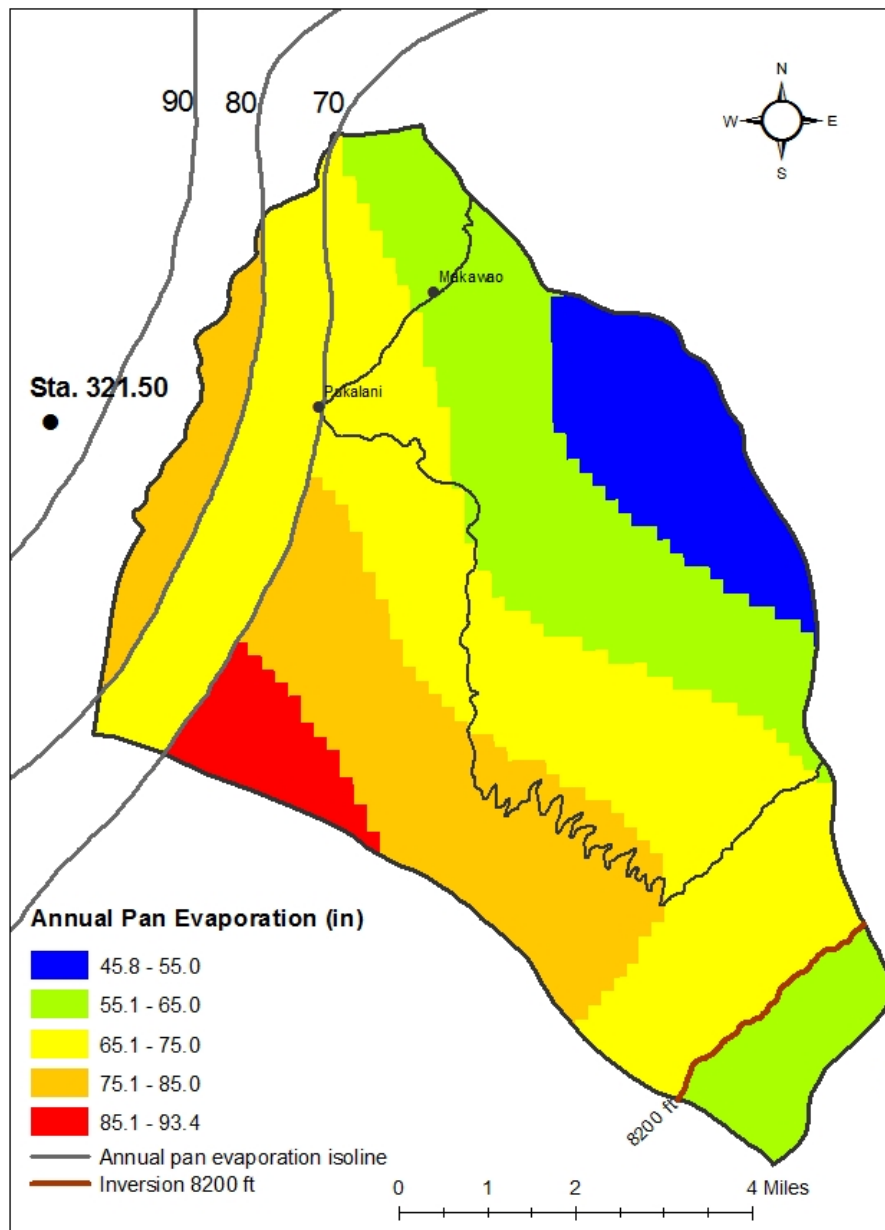 90
80
70
N
W
E
S
Makawao
Sta. 321.50
Pukalani
Annual Pan Evaporation (in)
45.8 - 55.0
55.1 - 65.0
65.1 - 75.0
75.1 - 85.0
85.1 - 93.4
Annual pan evaporation isoline
Inversion 8200 ft
8200 ft
0 1 2 4 Miles